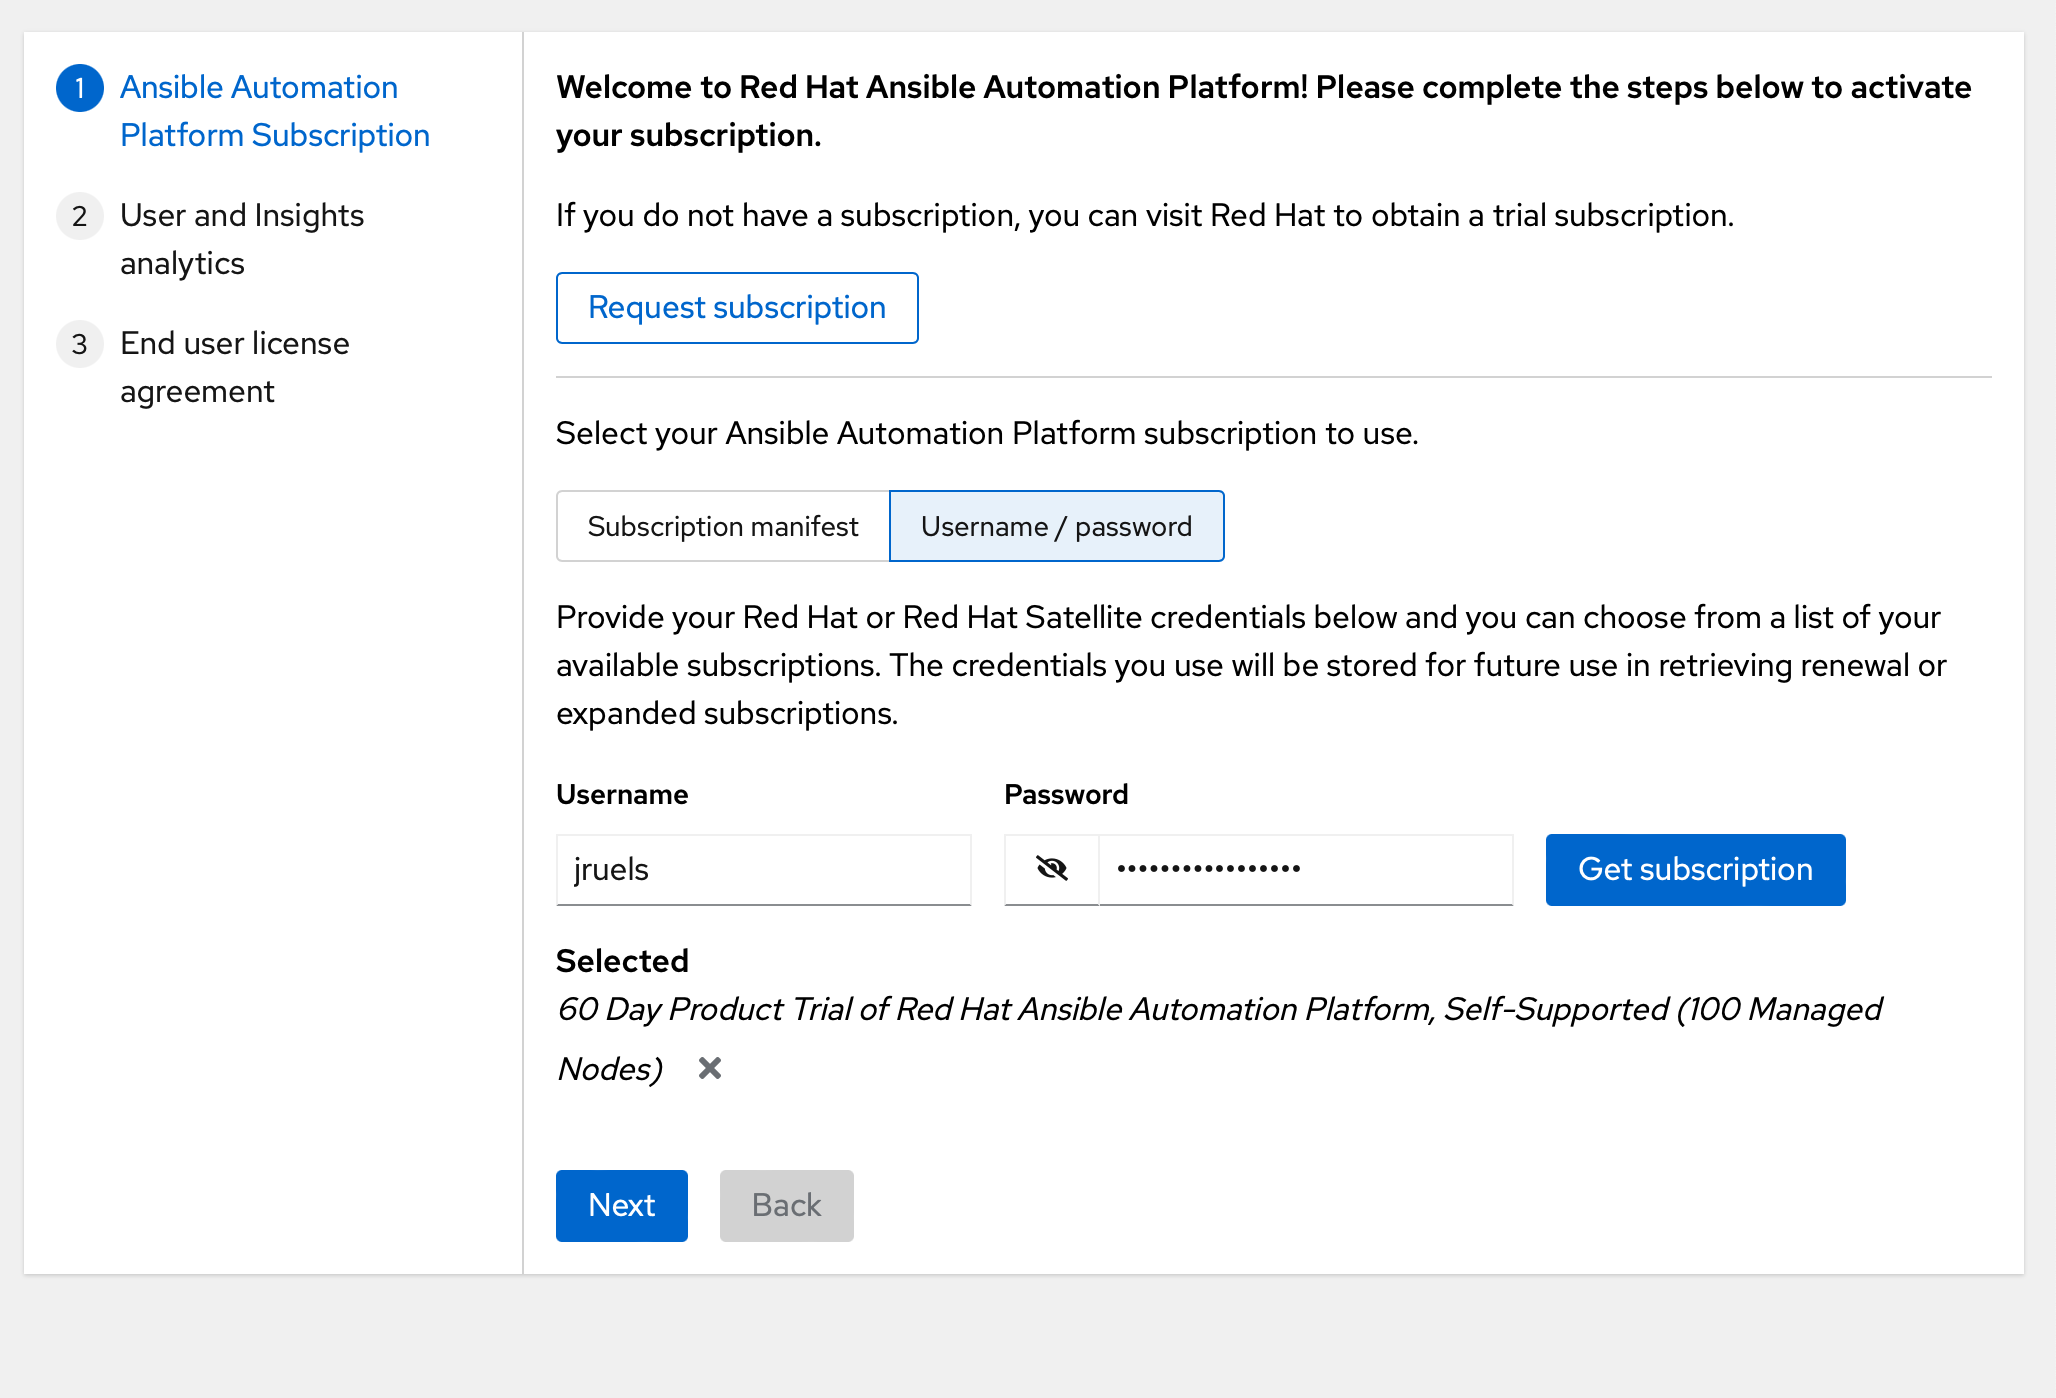 1
Ansible Automation
Platform Subscription
2
User and Insights
analytics
3
End user license
agreement
Welcome to Red Hat Ansible Automation Platform! Please complete the steps below to activate
your subscription.
If you do not have a subscription, you can visit Red Hat to obtain a trial subscription.
Request subscription
Select your Ansible Automation Platform subscription to use.
Subscription manifest
Username / password
Provide your Red Hat or Red Hat Satellite credentials below and you can choose from a list of your
available subscriptions. The credentials you use will be stored for future use in retrieving renewal or
expanded subscriptions.
Username
Password
jruels
•••••••••••••••••
Get subscription
Selected
60 Day Product Trial of Red Hat Ansible Automation Platform, Self-Supported (100 Managed
Nodes)
Next
Back